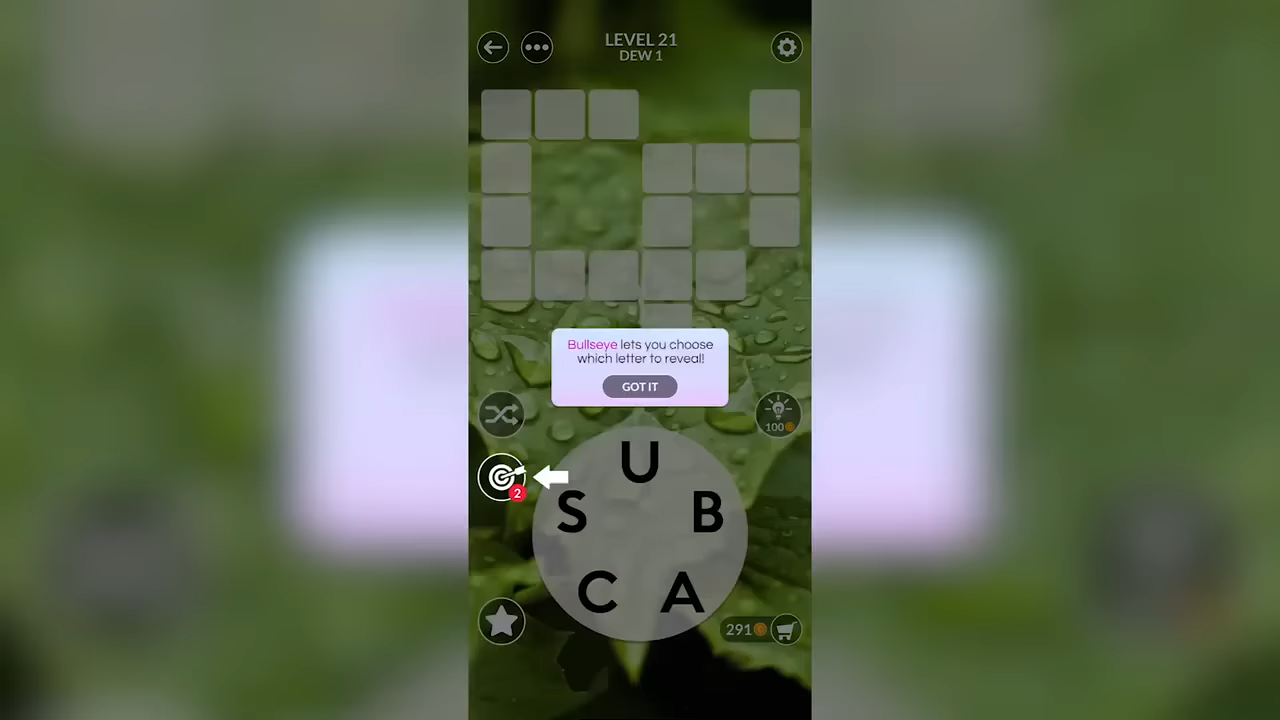 LEVEL 21
DEW 1
Bullseye lets you choose
which letter to reveal!
GOT IT
100
2
U
S
B
C
A
291